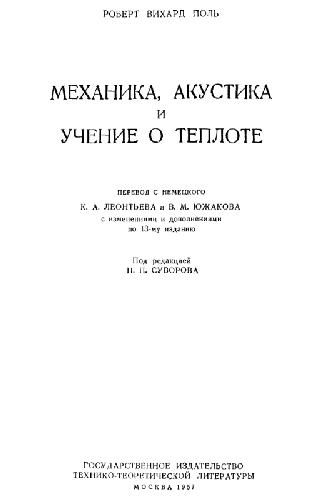 РОБЕРТ ВИХАРД ПОЛЬ
МЕХАНИКА, АКУСТИКА
И
УЧЕНИЕ О ТЕПЛОТЕ
ПЕРЕВОД С НЕМЕЦКОГО
К. А. ЛЕОНТЬЕВА и В. М. ЮЖАКОВА
с изменениями и дополнениями
по 13-му изданию
Под редакцией
Н. П. СУВОРОВА
ГОСУДАРСТВЕННОЕ ИЗДАТЕЛЬСТВО
ТЕХНИКО-ТЕОРЕТИЧЕСКОЙ ЛИТЕРАТУРЫ
МОСКВА 1957